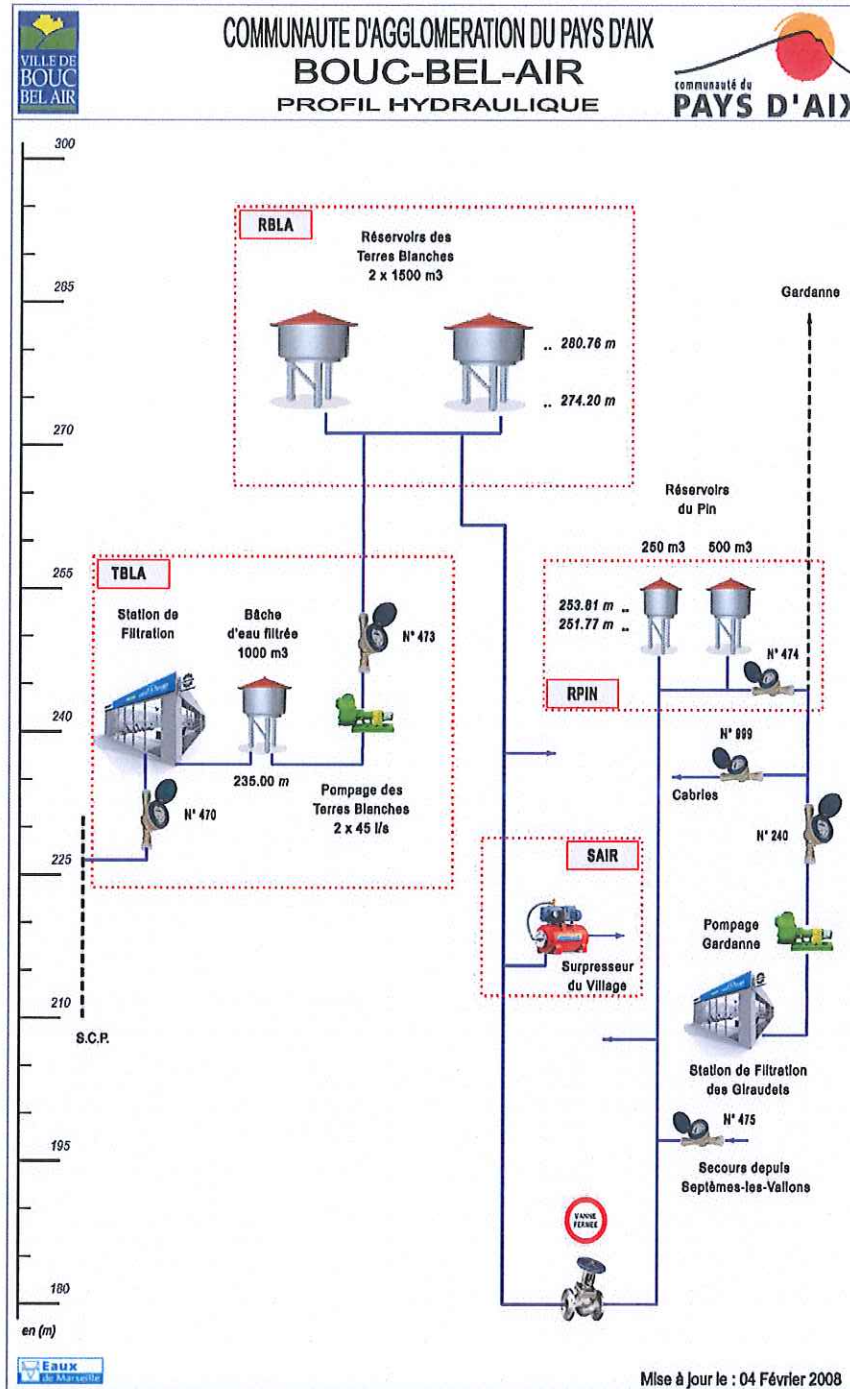 VILLE DE
BOUC
BEL AIR
COMMUNAUTE D'AGGLOMERATION DU PAYS D'AIX
BOUC-BEL-AIR
PROFIL HYDRAULIQUE
communauté du
PAYS D'AIX
300
285
270
255
240
225
210
195
180
en (m)
RBLA
Réservoirs des
Terres Blanches
2 x 1500 m3
.. 280.76 m
.. 274.20 m
Gardanne
Réservoirs
du Pin
250 m3
500 m3
253.81 m ..
251.77 m ..
N° 474
RPIN
TBLA
Station de
Filtration
Bâche
d'eau filtrée
1000 m3
N° 473
235.00 m
Pompage des
Terres Blanches
2 x 45 l/s
N° 470
S.C.P.
N° 999
Cabries
N° 240
SAIR
Surpresseur
du Village
Pompage
Gardanne
Station de Filtration
des Giraudets
N° 475
Secours depuis
Septèmes-les-Vallons
VANNE
FERMEE
Eaux
de Marseille
Mise à jour le : 04 Février 2008